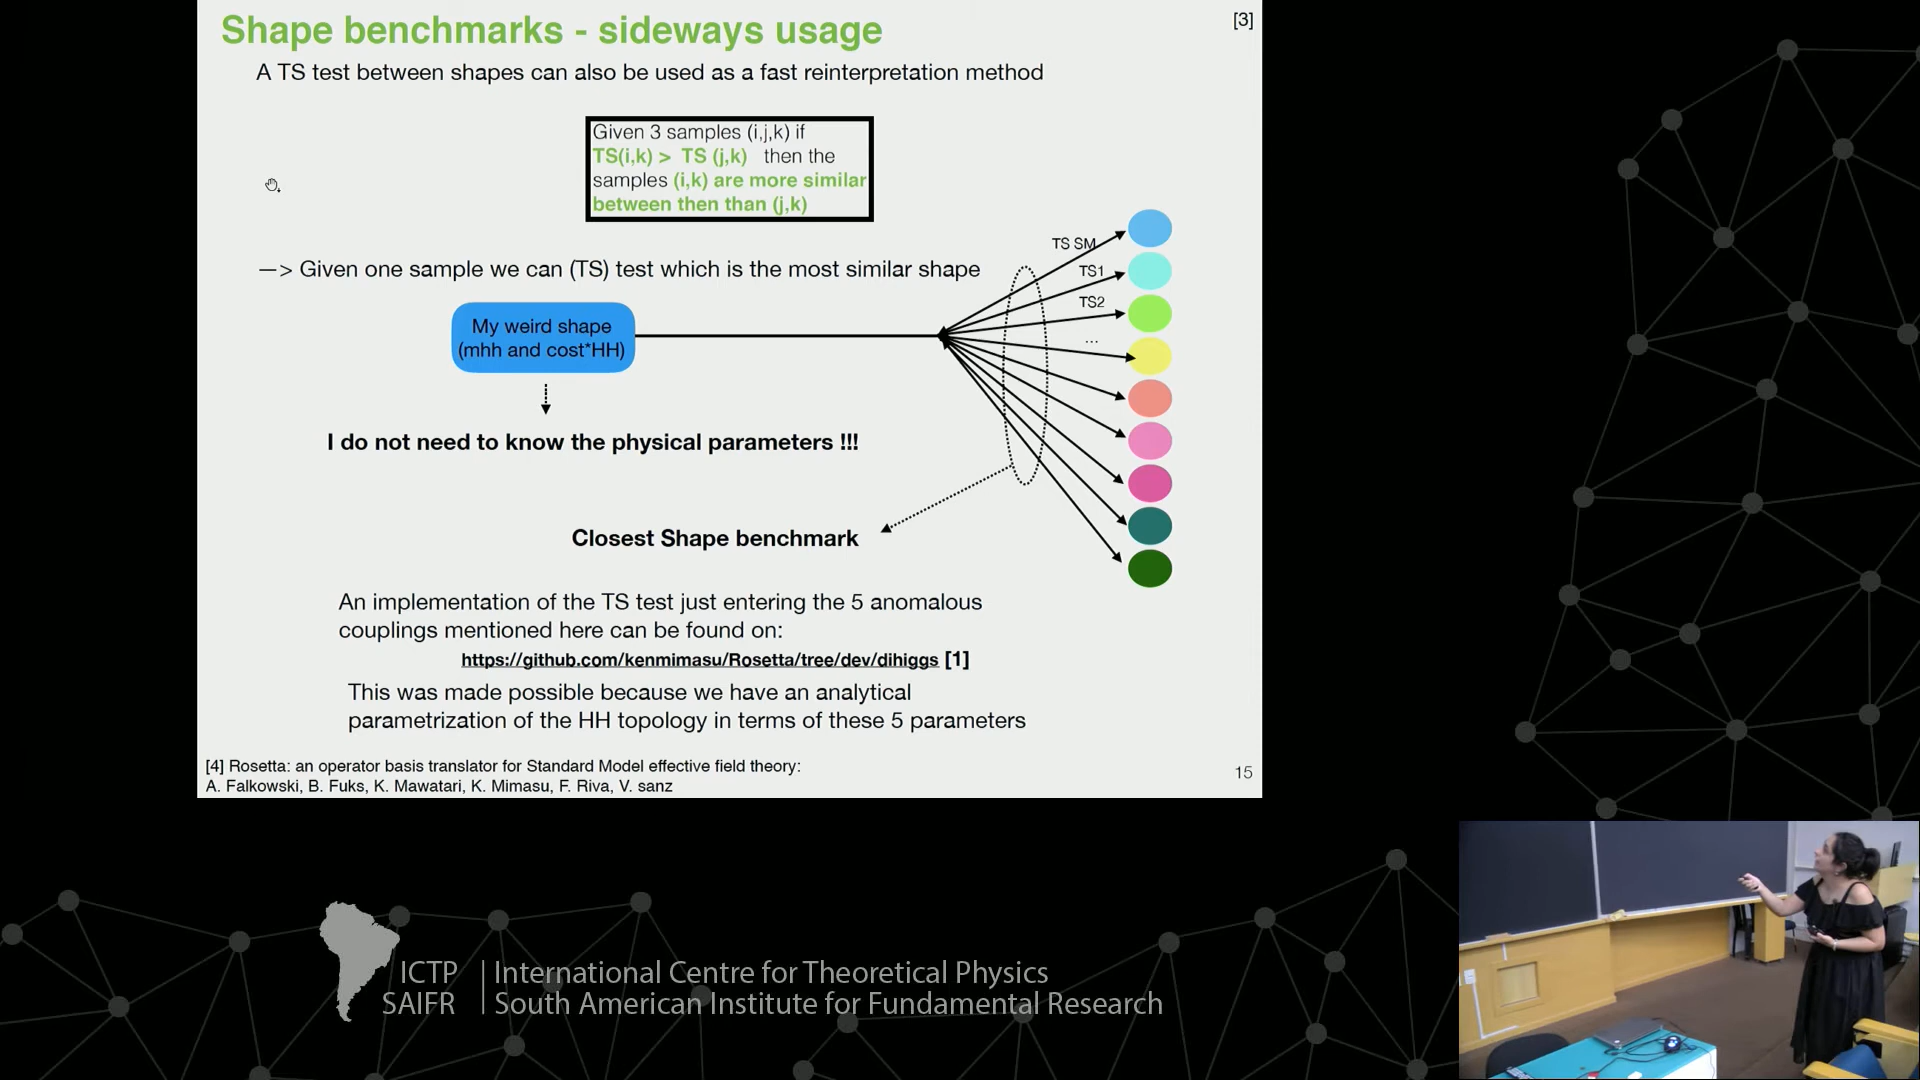 Shape benchmarks - sideways usage
[3]
A TS test between shapes can also be used as a fast reinterpretation method
Given 3 samples (i,j,k) if
TS(i,k) > TS (j,k) then the
samples (i,k) are more similar
between then than (j,k)
—> Given one sample we can (TS) test which is the most similar shape
TS SM
TS1
TS2
...
My weird shape
(mhh and cost*HH)
I do not need to know the physical parameters !!!
Closest Shape benchmark
An implementation of the TS test just entering the 5 anomalous
couplings mentioned here can be found on:
https://github.com/kenmimasu/Rosetta/tree/dev/dihiggs [1]
This was made possible because we have an analytical
parametrization of the HH topology in terms of these 5 parameters
[4] Rosetta: an operator basis translator for Standard Model effective field theory:
A. Falkowski, B. Fuks, K. Mawatari, K. Mimasu, F. Riva, V. sanz
15
ICTP | International Centre for Theoretical Physics
SAIFR | South American Institute for Fundamental Research